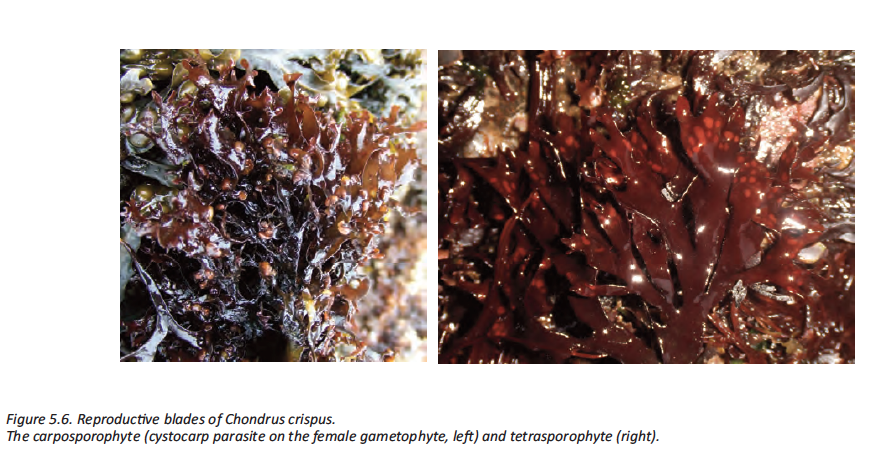 Figure 5.6. Reproductive blades of Chondrus crispus.
The carposporophyte (cystocarp parasite on the female gametophyte, left) and tetrasporophyte (right).